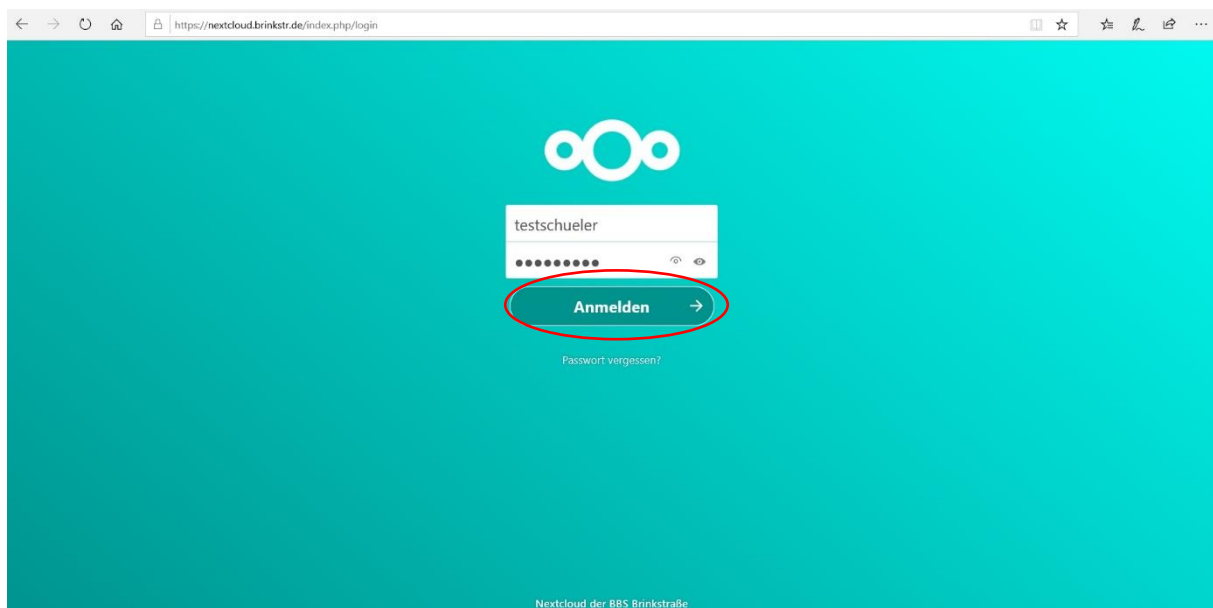 https://nextcloud.brinkstr.de/index.php/login
testschueler
Anmelden
Passwort vergessen?
Nextcloud der BBS Brinkstraße